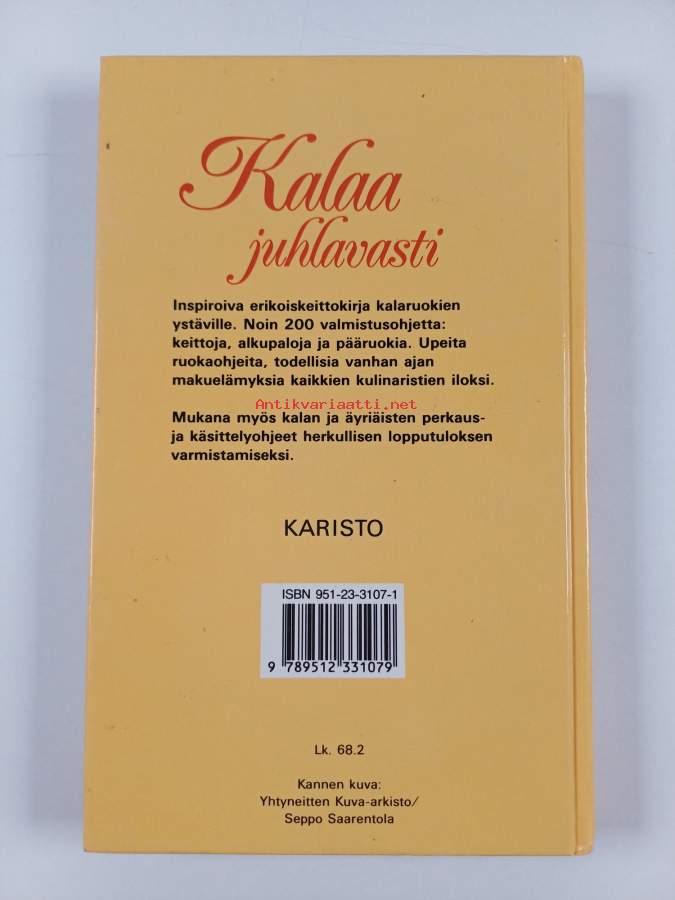 Kalaa
juhlavasti
Inspiroiva erikoiskeittokirja kalaruokien
ystäville. Noin 200 valmistusohjetta:
keittoja, alkupaloja ja pääruokia. Upeita
ruokaohjeita, todellisia vanhan ajan
makuelämyksia kaikkien kulinaristien iloksi.
Antikvariaatti.net
Mukana myös kalan ja äyriäisten perkaus-
ja käsittelyohjeet herkullisen lopputuloksen
varmistamiseksi.
KARISTO
ISBN 951-23-3107-1
9 789512 331079
Lk. 68.2
Kannen kuva:
Yhtyneitten Kuva-arkisto/
Seppo Saarentola